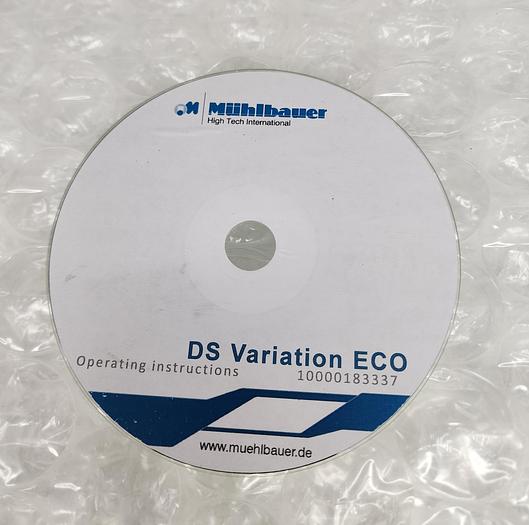 Mühlbauer
High Tech International
DS Variation ECO
Operating instructions
10000183337
www.muehlbauer.de